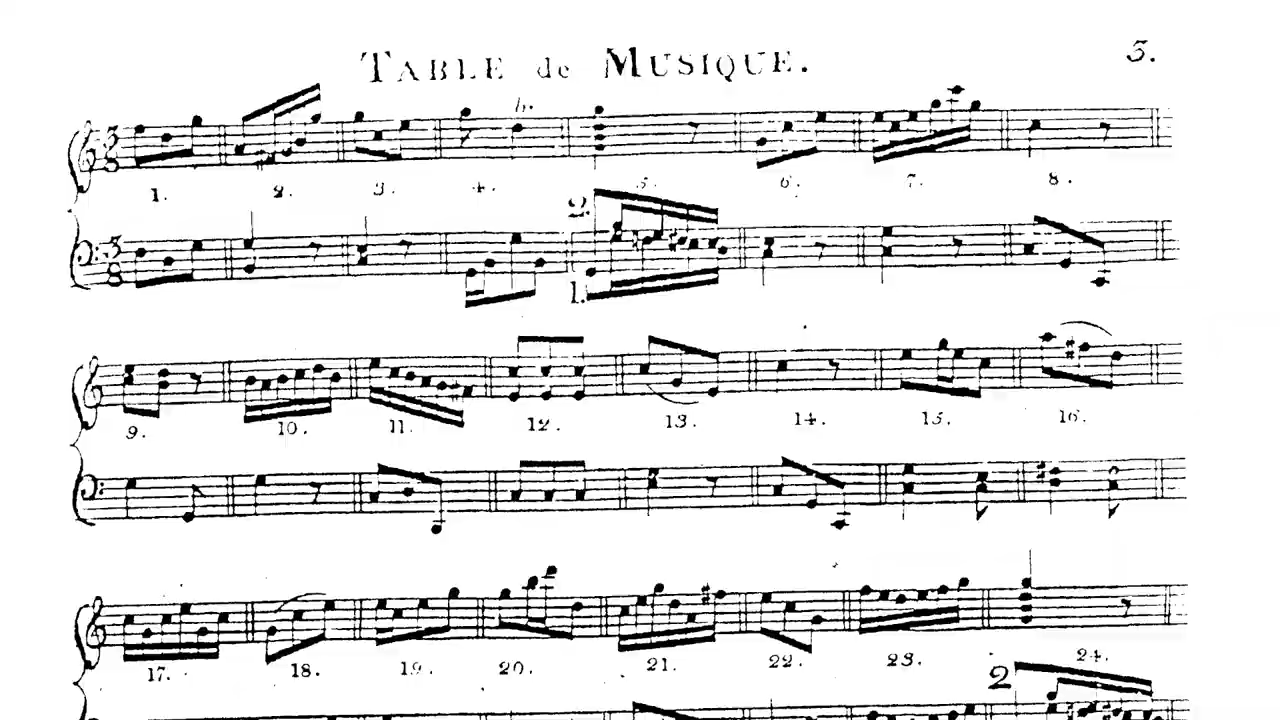 TABLE de MUSIQUE.
3.
1. 2. 3. 4. 5. 6. 7. 8.
2.
1.
9. 10. 11. 12. 13. 14. 15. 16.
17. 18. 19. 20. 21. 22. 23. 24.
2